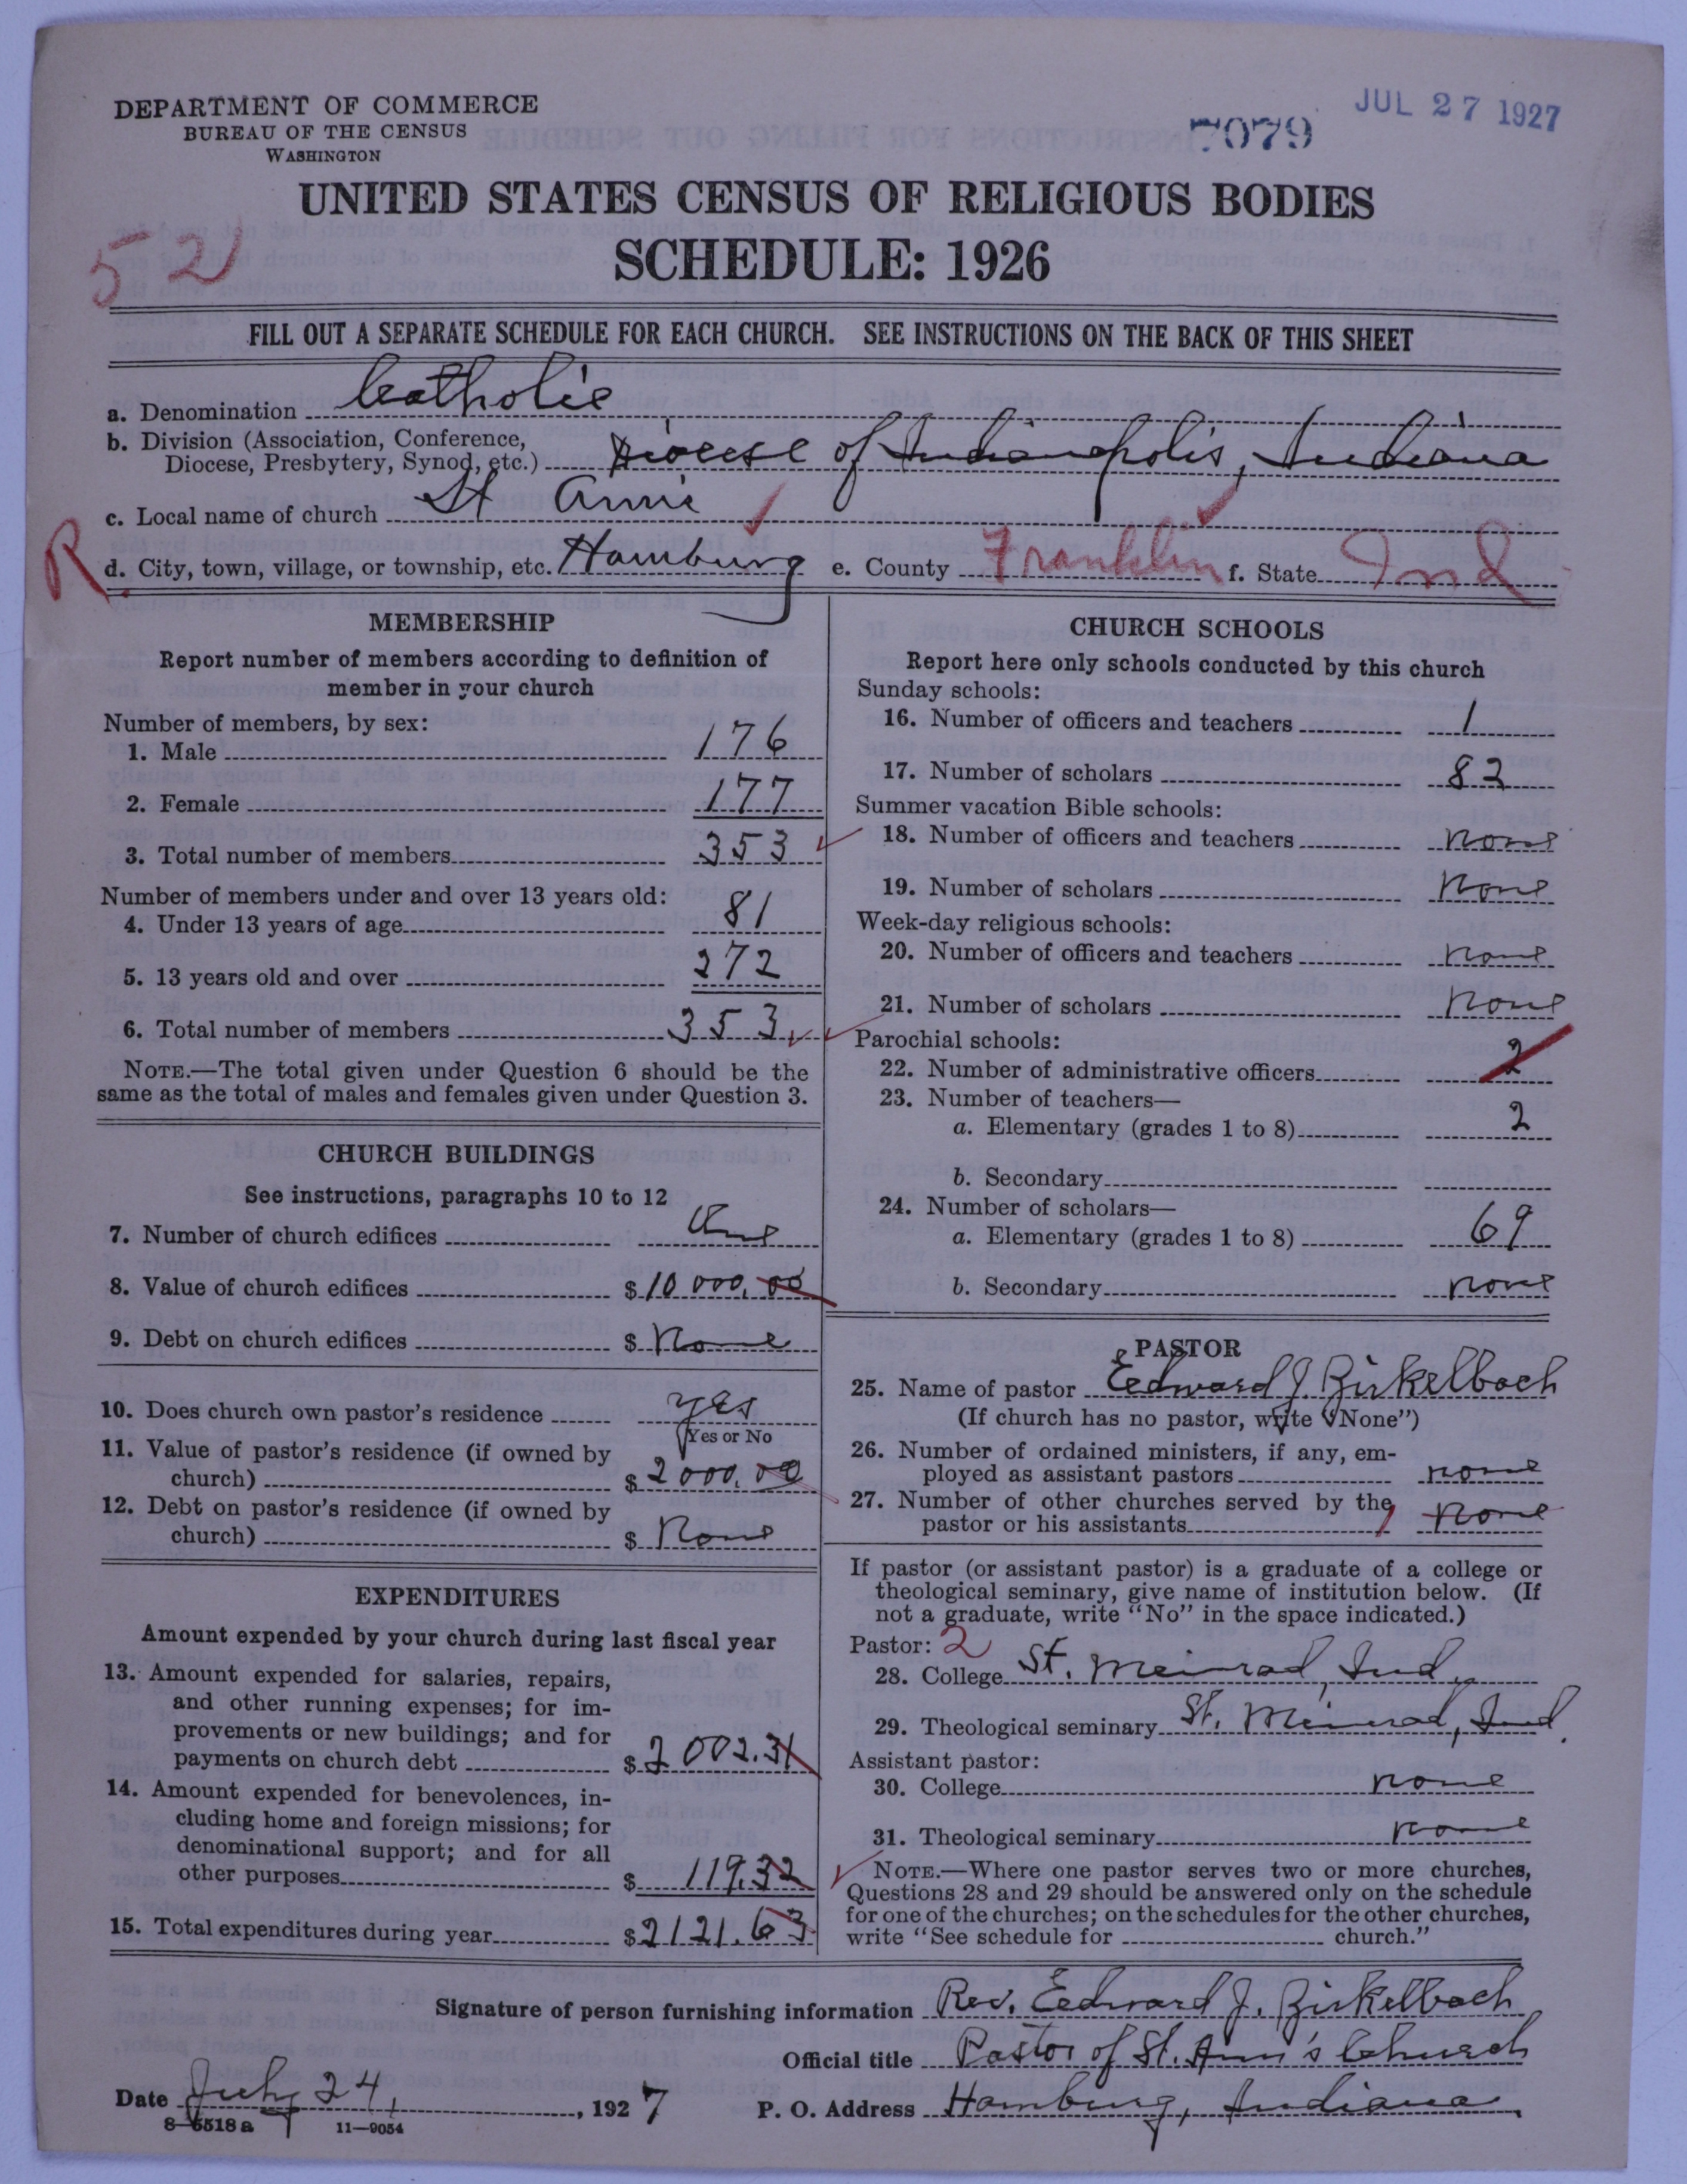 DEPARTMENT OF COMMERCE
BUREAU OF THE CENSUS
WASHINGTON
7079
JUL 27 1927
UNITED STATES CENSUS OF RELIGIOUS BODIES
SCHEDULE: 1926
52
FILL OUT A SEPARATE SCHEDULE FOR EACH CHURCH. SEE INSTRUCTIONS ON THE BACK OF THIS SHEET
a. Denomination Catholic
b. Division (Association, Conference,
Diocese, Presbytery, Synod, etc.) Diocese of Indianapolis, Indiana
c. Local name of church St Ann
R d. City, town, village, or township, etc. Hamburg e. County Franklin f. State Ind
MEMBERSHIP
Report number of members according to definition of
member in your church
Number of members, by sex:
1. Male 176
2. Female 177
3. Total number of members 353
Number of members under and over 13 years old:
4. Under 13 years of age 81
5. 13 years old and over 272
6. Total number of members 353
NOTE.—The total given under Question 6 should be the
same as the total of males and females given under Question 3.
CHURCH BUILDINGS
See instructions, paragraphs 10 to 12
7. Number of church edifices One
8. Value of church edifices $10 000,00
9. Debt on church edifices $ None
10. Does church own pastor's residence yes
Yes or No
11. Value of pastor's residence (if owned by
church) $2 000,00
12. Debt on pastor's residence (if owned by
church) $ None
EXPENDITURES
Amount expended by your church during last fiscal year
13. Amount expended for salaries, repairs,
and other running expenses; for im-
provements or new buildings; and for
payments on church debt $2 002.31
14. Amount expended for benevolences, in-
cluding home and foreign missions; for
denominational support; and for all
other purposes $ 119.32
15. Total expenditures during year $2121.63
CHURCH SCHOOLS
Report here only schools conducted by this church
Sunday schools:
16. Number of officers and teachers 1
17. Number of scholars 82
Summer vacation Bible schools:
18. Number of officers and teachers none
19. Number of scholars none
Week-day religious schools:
20. Number of officers and teachers none
21. Number of scholars none
Parochial schools:
22. Number of administrative officers 2
23. Number of teachers—
a. Elementary (grades 1 to 8) 2
b. Secondary
24. Number of scholars—
a. Elementary (grades 1 to 8) 69
b. Secondary none
PASTOR
25. Name of pastor Edward J. Zirkelbach
(If church has no pastor, write "None")
26. Number of ordained ministers, if any, em-
ployed as assistant pastors none
27. Number of other churches served by the
pastor or his assistants none
If pastor (or assistant pastor) is a graduate of a college or
theological seminary, give name of institution below. (If
not a graduate, write "No" in the space indicated.)
Pastor: 2
28. College St. Meinrad, Ind.
29. Theological seminary St. Meinrad, Ind.
Assistant pastor:
30. College none
31. Theological seminary none
NOTE.—Where one pastor serves two or more churches,
Questions 28 and 29 should be answered only on the schedule
for one of the churches; on the schedules for the other churches,
write "See schedule for church."
Signature of person furnishing information Rev. Edward J. Zirkelbach
Official title Pastor of St. Ann's Church
Date July 24, 1927 P. O. Address Hamburg, Indiana
8-6518 a 11-9054